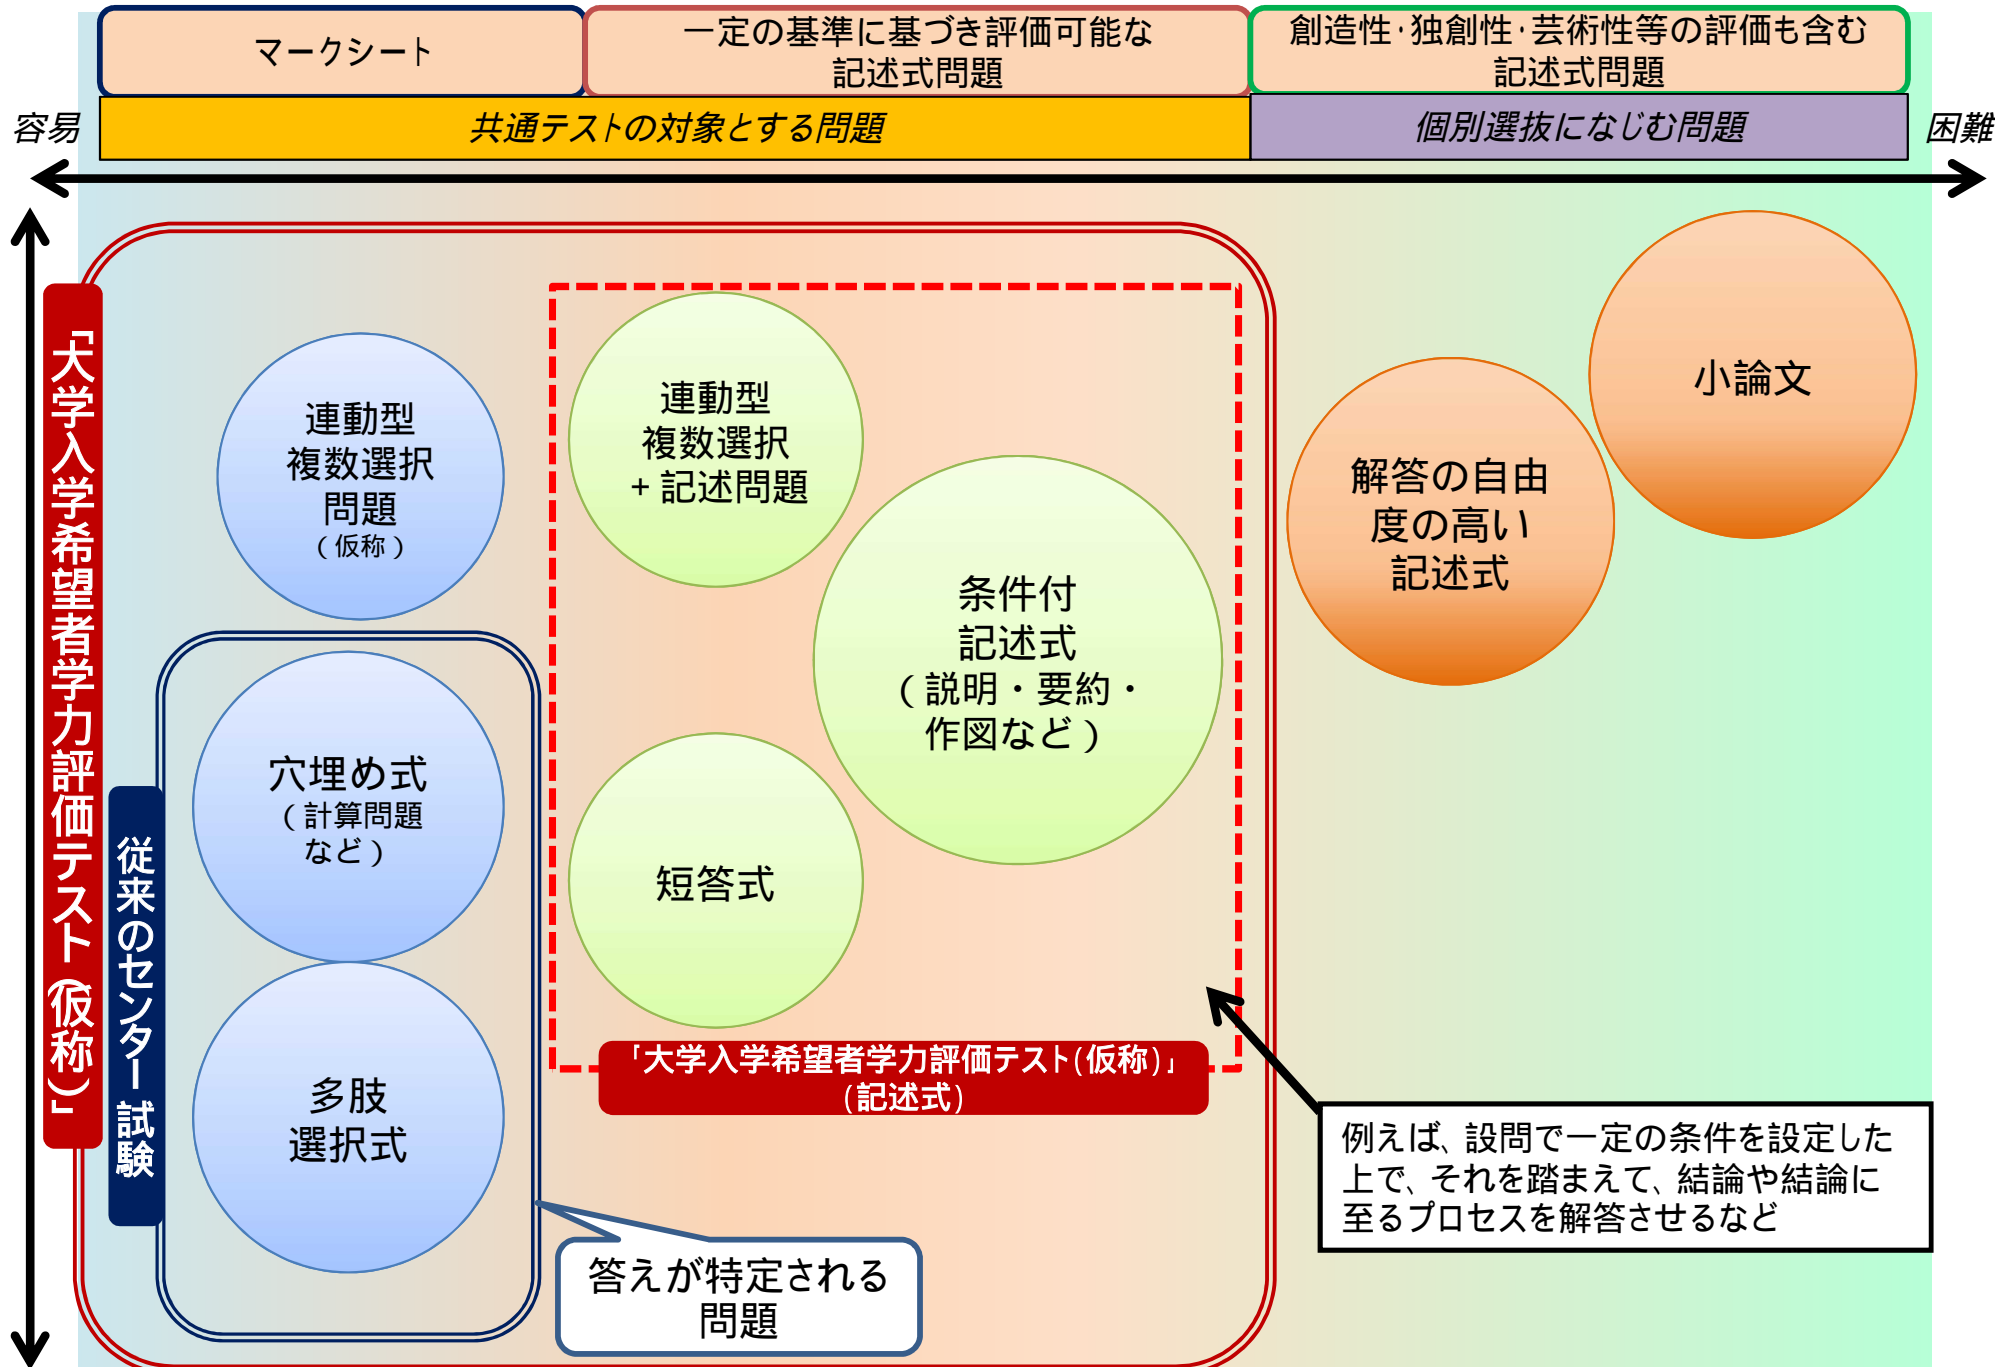 マークシート
一定の基準に基づき評価可能な
記述式問題
創造性･独創性･芸術性等の評価も含む
記述式問題
容易
共通テストの対象とする問題
個別選抜になじむ問題
困難
「大学入学希望者学力評価テスト(仮称)」
連動型
複数選択
問題
（仮称）
連動型
複数選択
+記述問題
条件付
記述式
（説明・要約・
作図など）
解答の自由
度の高い
記述式
小論文
従来のセンター試験
穴埋め式
（計算問題
など）
短答式
多肢
選択式
「大学入学希望者学力評価テスト(仮称)」
(記述式)
例えば、設問で一定の条件を設定した
上で、それを踏まえて、結論や結論に
至るプロセスを解答させるなど
答えが特定される
問題